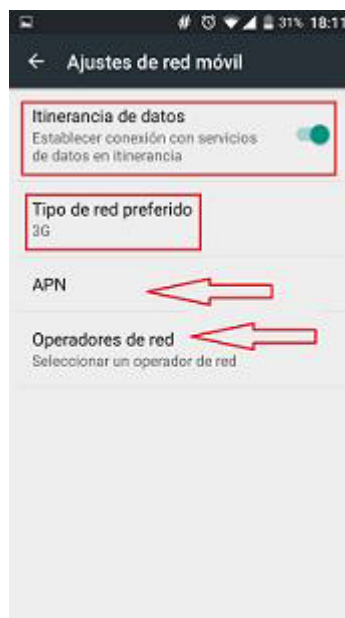 # 31% 18:11
Ajustes de red móvil
Itinerancia de datos
Establecer conexión con servicios
de datos en itinerancia
Tipo de red preferido
3G
APN
Operadores de red
Seleccionar un operador de red